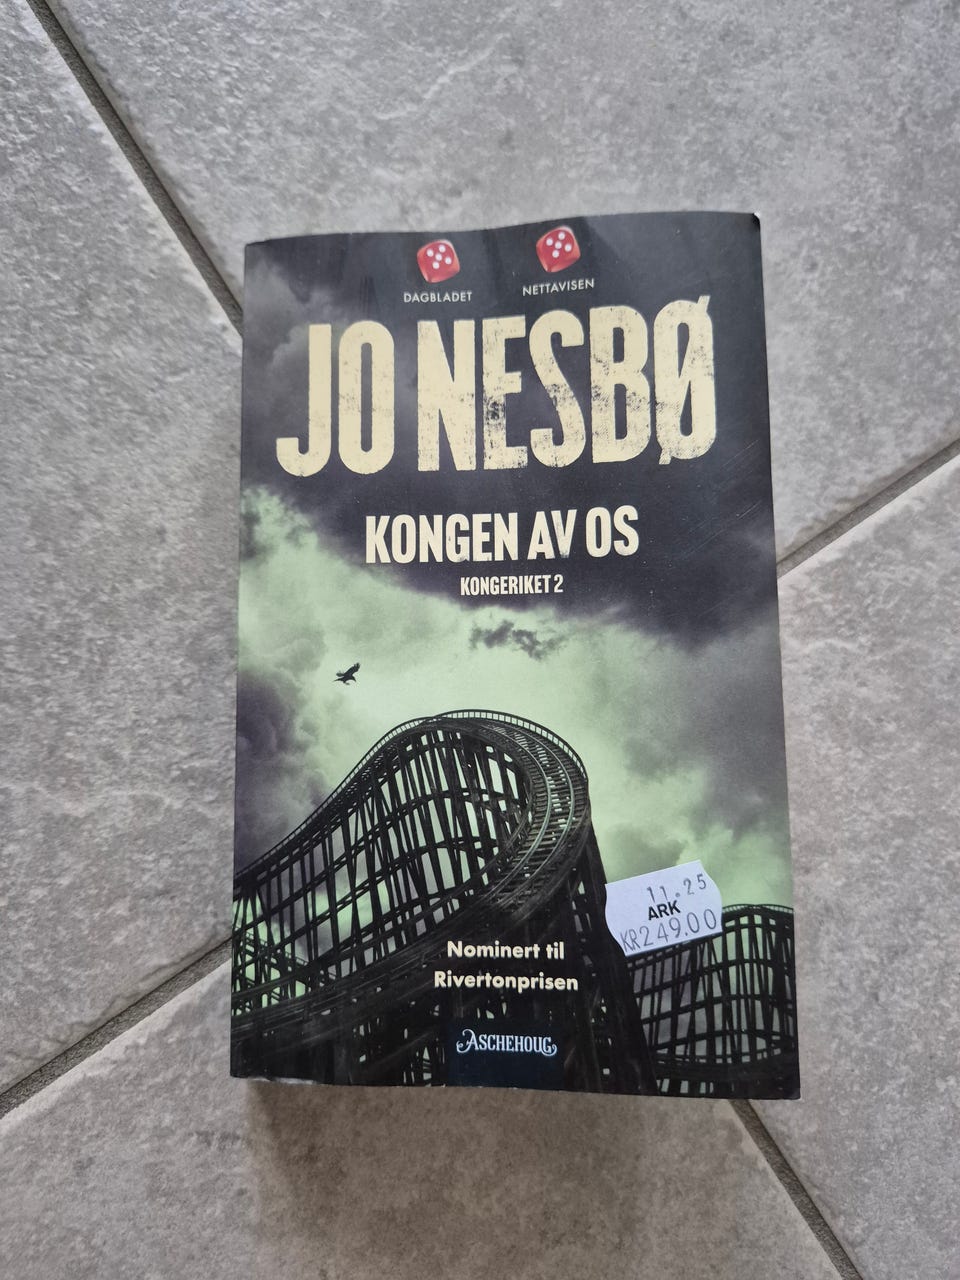 DAGBLADET
NETTAVISEN
JO NESBØ
KONGEN AV OS
KONGERIKET 2
11.25
ARK
KR249.00
Nominert til
Rivertonprisen
ASCHEHOUG